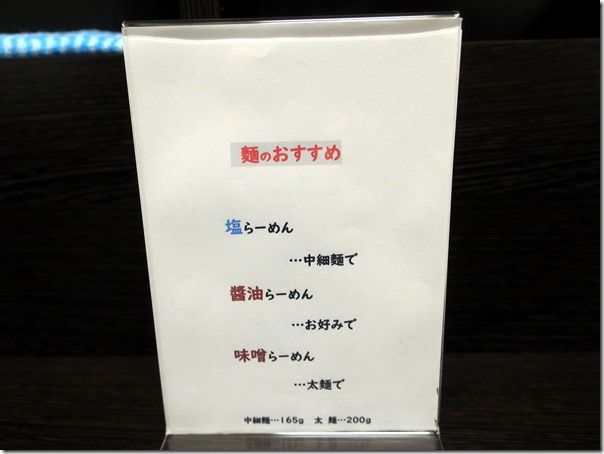 麺のおすすめ
塩らーめん
…中細麺で
醬油らーめん
…お好みで
味噌らーめん
…太麺で
中細麺…165g 太 麺…200g